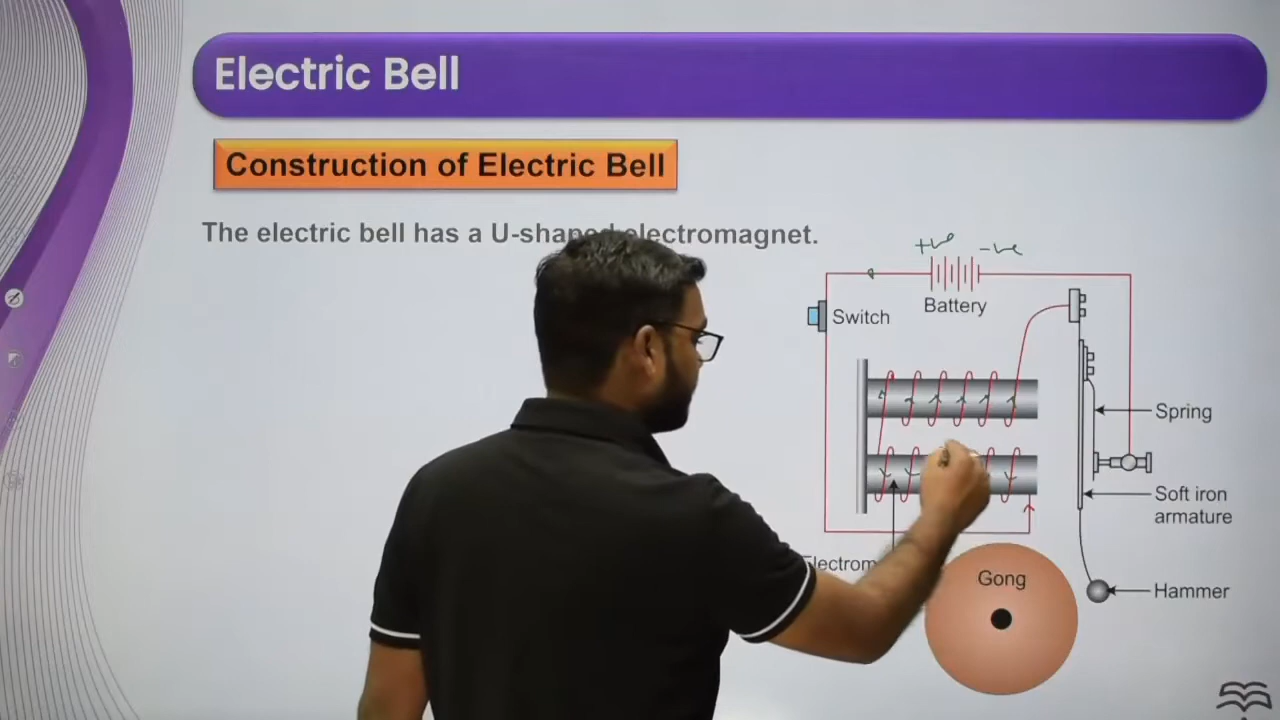 Electric Bell
Construction of Electric Bell
The electric bell has a U-shaped electromagnet.
+ve -ve
Battery
Switch
Spring
Soft iron
armature
Gong
Hammer